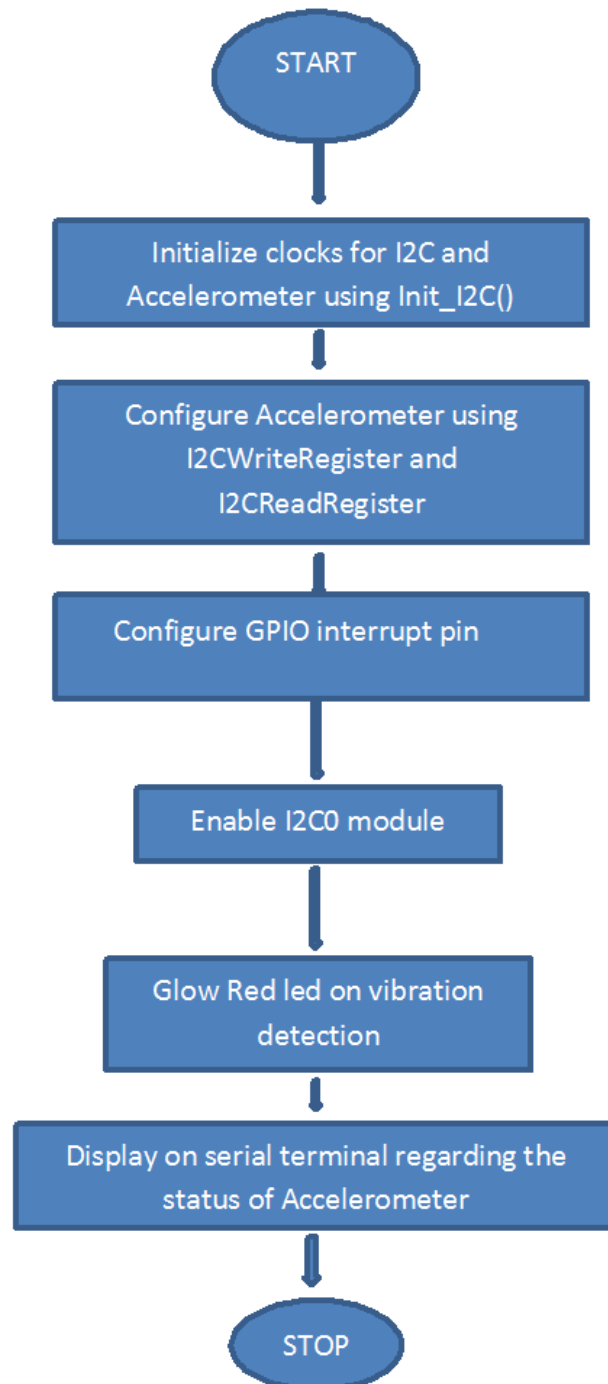 START
Initialize clocks for I2C and
Accelerometer using Init_I2C()
Configure Accelerometer using
I2CWriteRegister and
I2CReadRegister
Configure GPIO interrupt pin
Enable I2C0 module
Glow Red led on vibration
detection
Display on serial terminal regarding the
status of Accelerometer
STOP